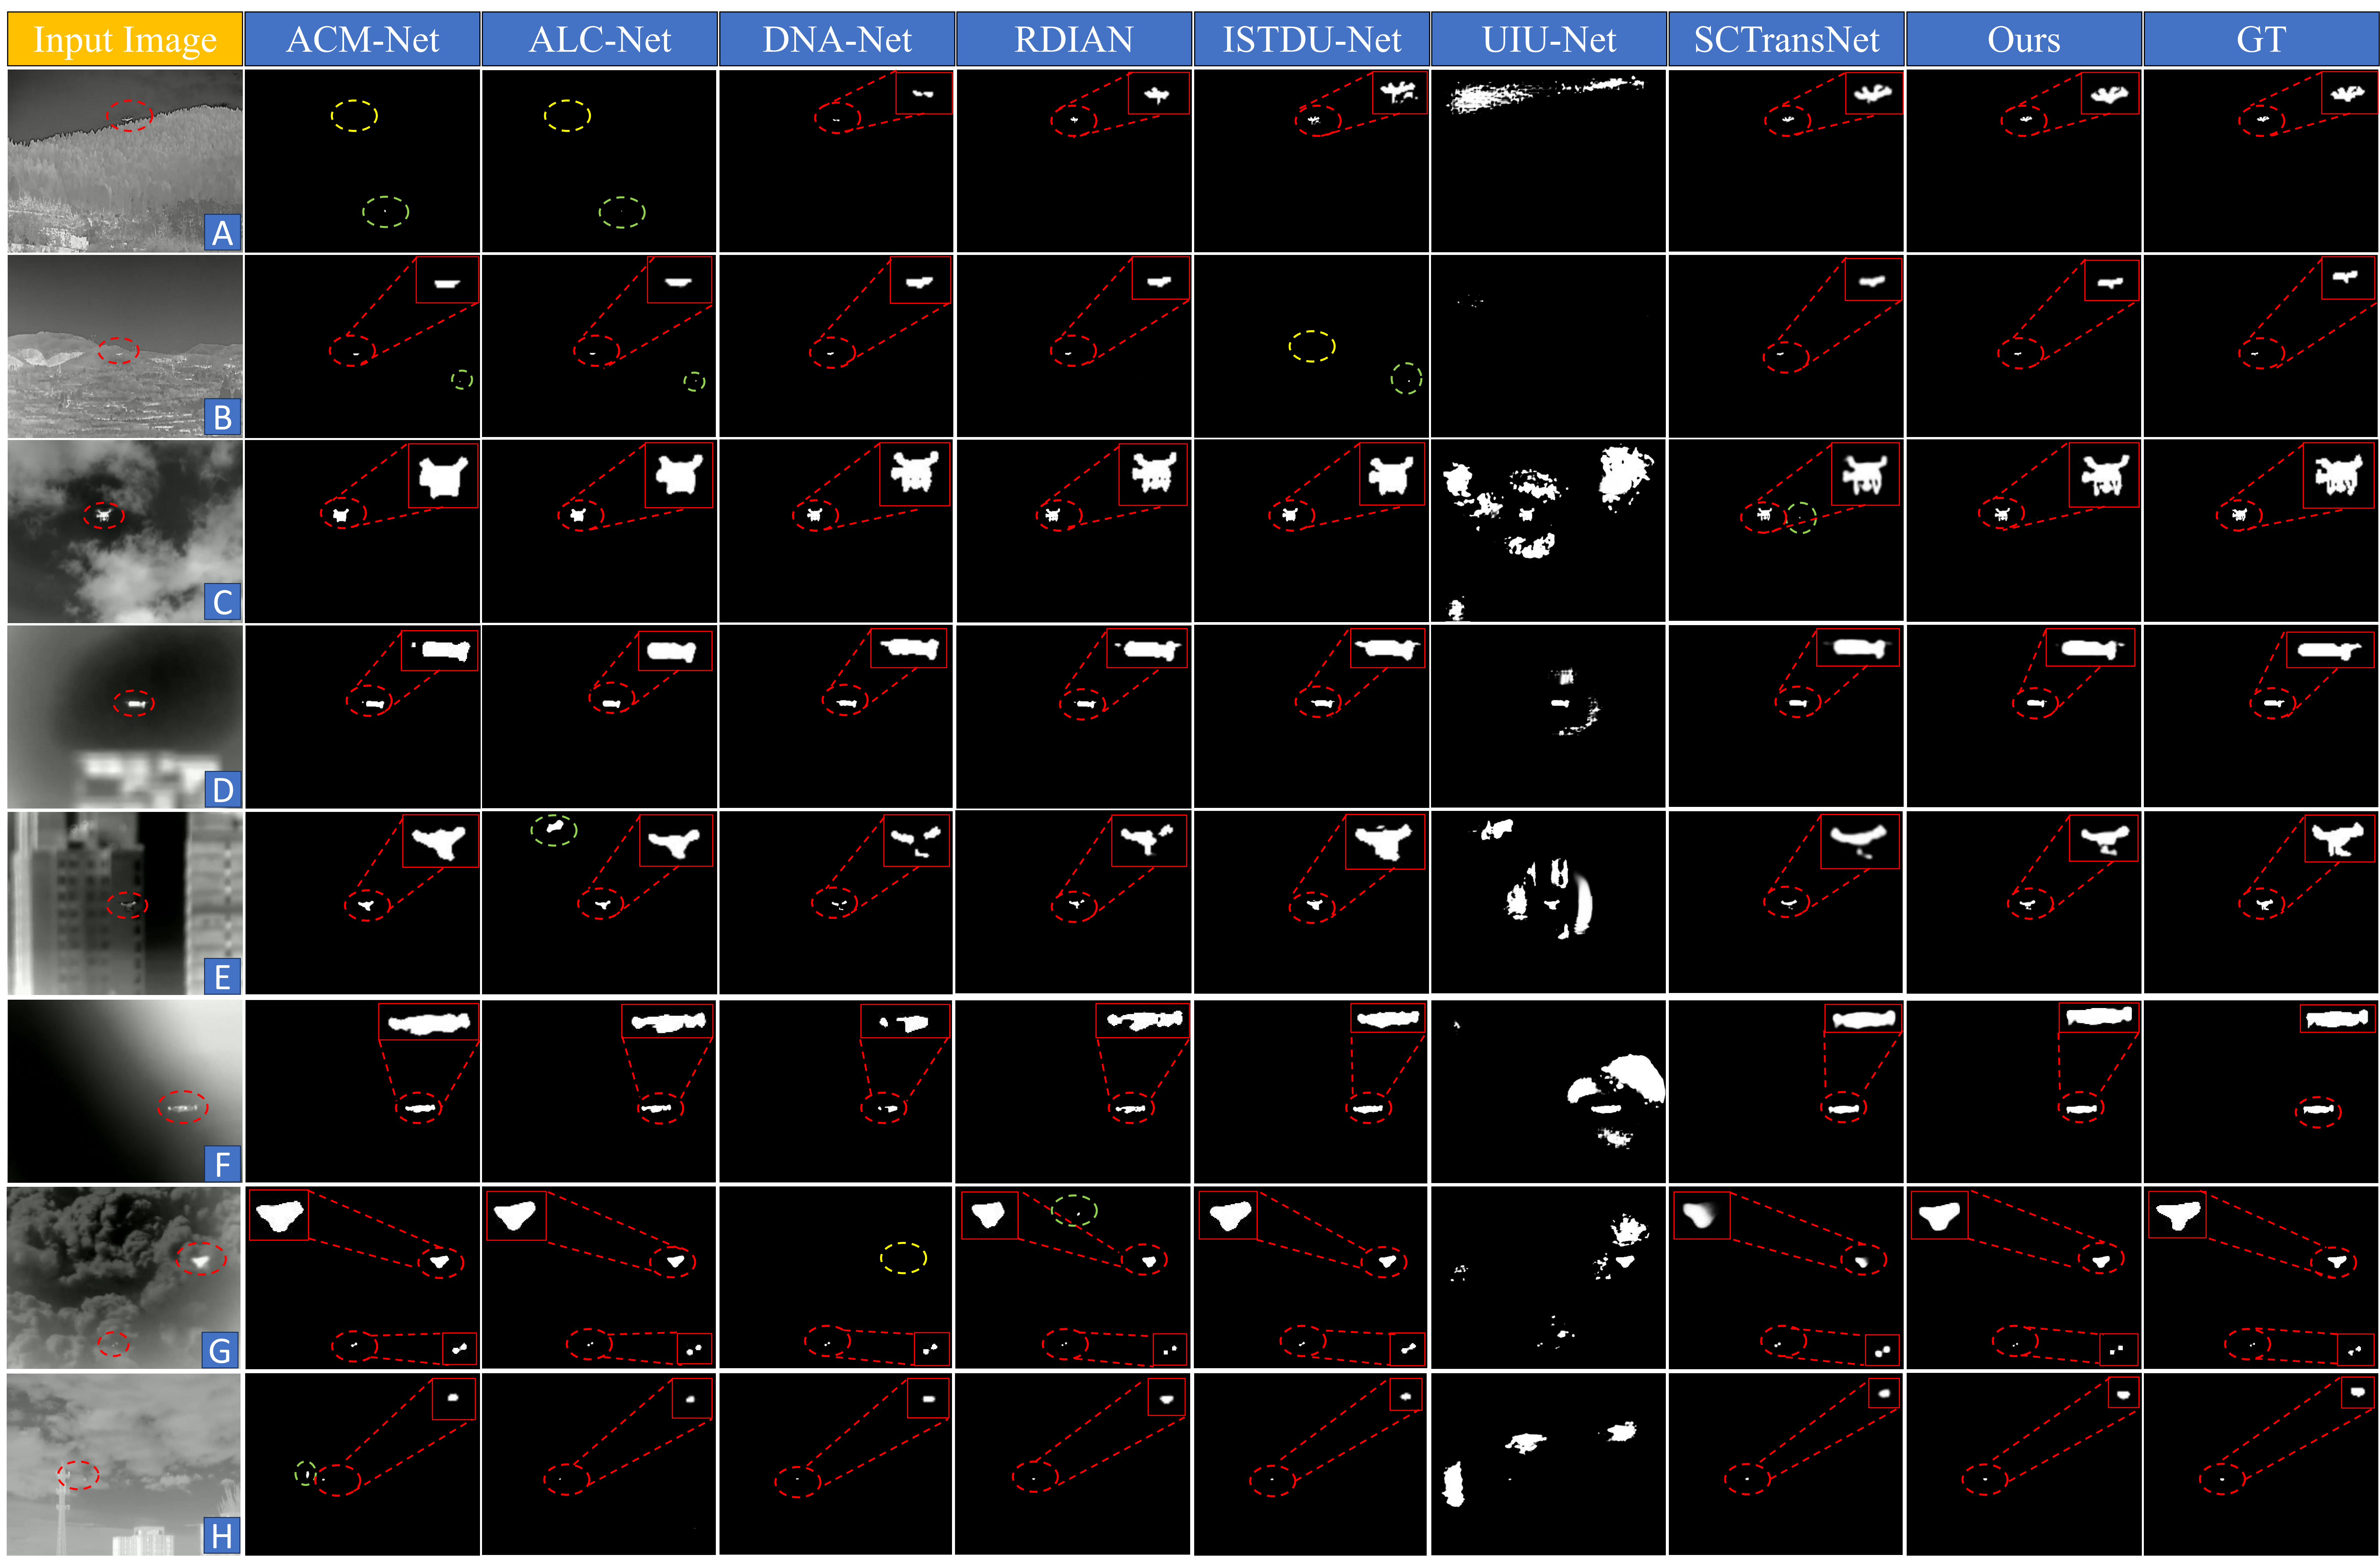 Input Image ACM-Net ALC-Net DNA-Net RDIAN ISTDU-Net UIU-Net SCTransNet Ours GT
A
B
C
D
E
F
G
H